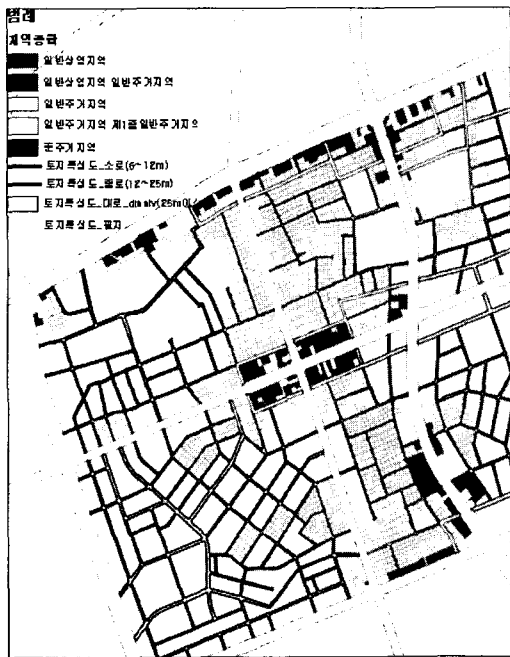 범례
지역등급
일반상업지역
일반상업지역 일반주거지역
일반주거지역
일반주거지역 제1종일반주거지역
준주거지역
토지특성도_소로(6~12m)
토지특성도_중로(12~25m)
토지특성도_대로_(25m
토지특성도_필지